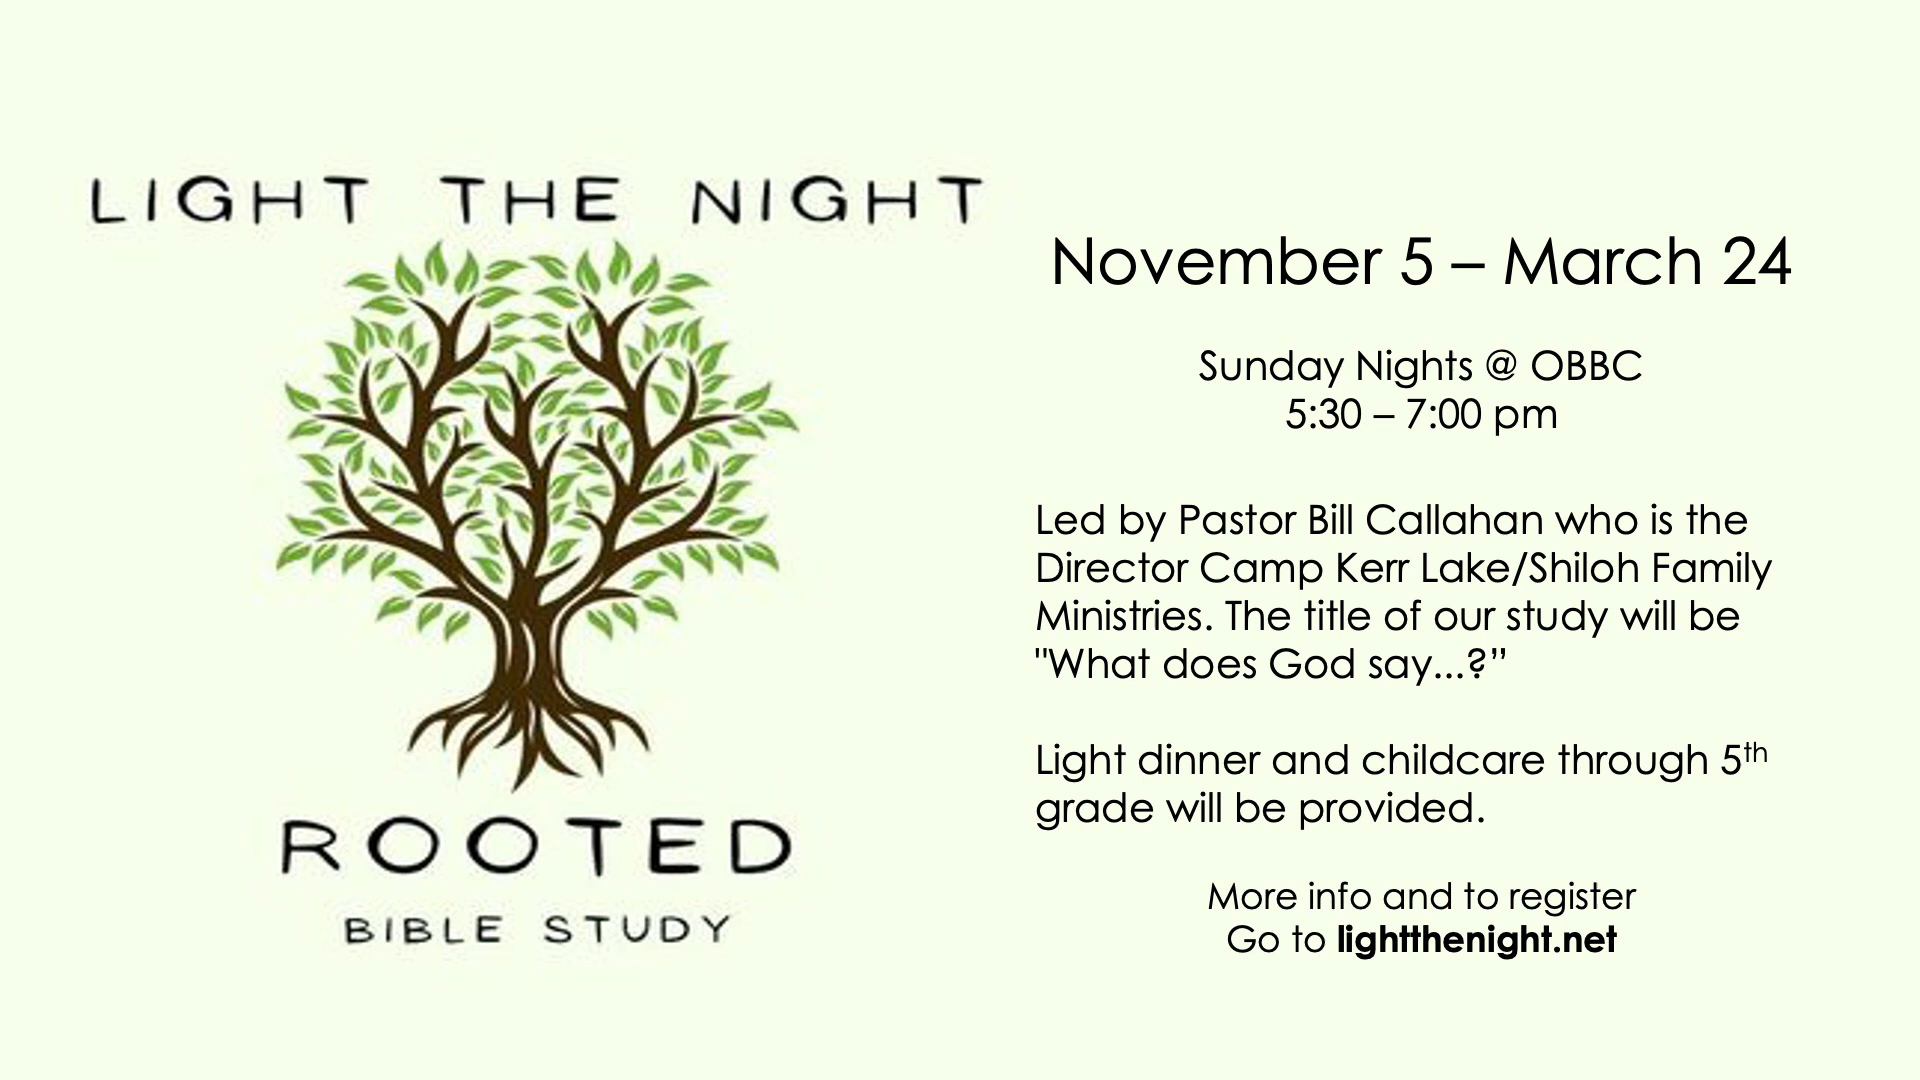 LIGHT THE NIGHT
ROOTED
BIBLE STUDY
November 5 – March 24
Sunday Nights @ OBBC
5:30 – 7:00 pm
Led by Pastor Bill Callahan who is the
Director Camp Kerr Lake/Shiloh Family
Ministries. The title of our study will be
"What does God say...?”
Light dinner and childcare through 5th
grade will be provided.
More info and to register
Go to lightthenight.net